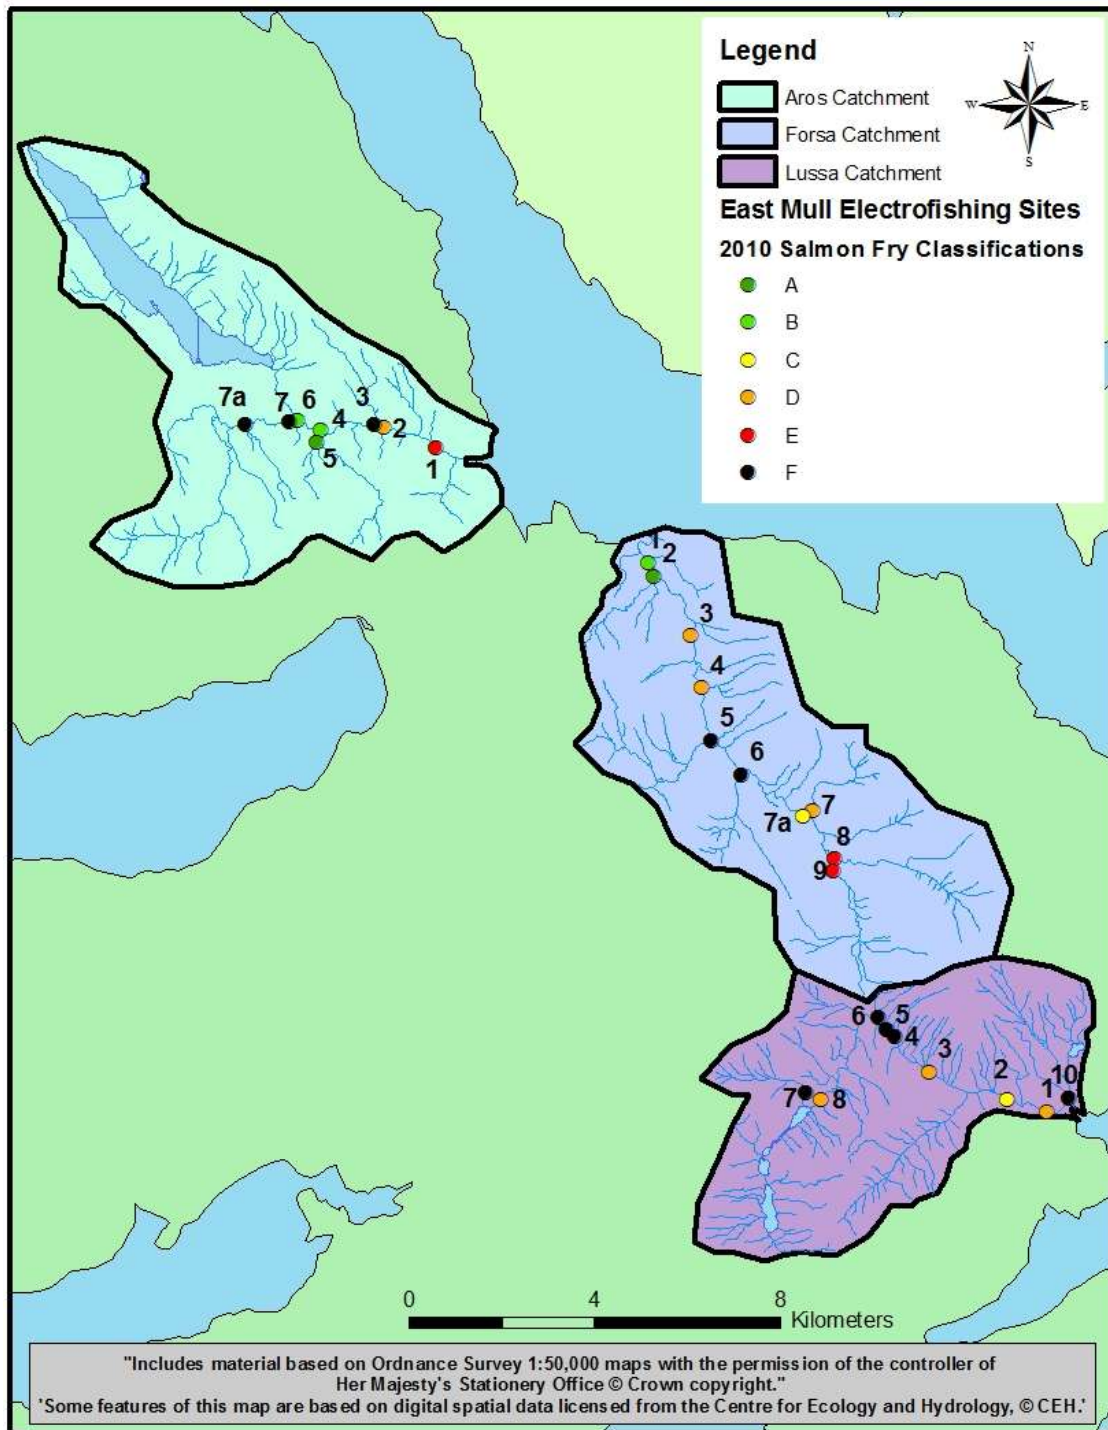 Legend
N
W
E
S
Aros Catchment
Forsa Catchment
Lussa Catchment
East Mull Electrofishing Sites
2010 Salmon Fry Classifications
A
B
C
D
E
F
7a
7
6
4
3
2
5
1
1
2
3
4
5
6
7
7a
8
9
6
5
4
3
2
1
10
7
8
0
4
8
Kilometers
"Includes material based on Ordnance Survey 1:50,000 maps with the permission of the controller of
Her Majesty's Stationery Office © Crown copyright."
'Some features of this map are based on digital spatial data licensed from the Centre for Ecology and Hydrology, © CEH.'